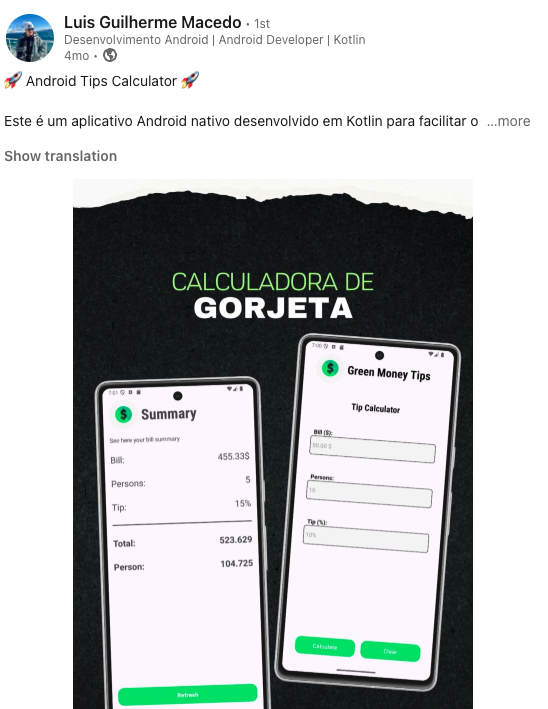 Luis Guilherme Macedo • 1st
Desenvolvimento Android | Android Developer | Kotlin
4mo •
🚀 Android Tips Calculator 🚀
Este é um aplicativo Android nativo desenvolvido em Kotlin para facilitar o ...more
Show translation
CALCULADORA DE
GORJETA
7:01
$ Summary
See here your bill summary
Bill: 455.33$
Persons: 5
Tip: 15%
Total: 523.629
Person: 104.725
Refresh
7:00
$ Green Money Tips
Tip Calculator
Bill ($):
50.00 $
Persons:
10
Tip (%):
10%
Calculate Clear